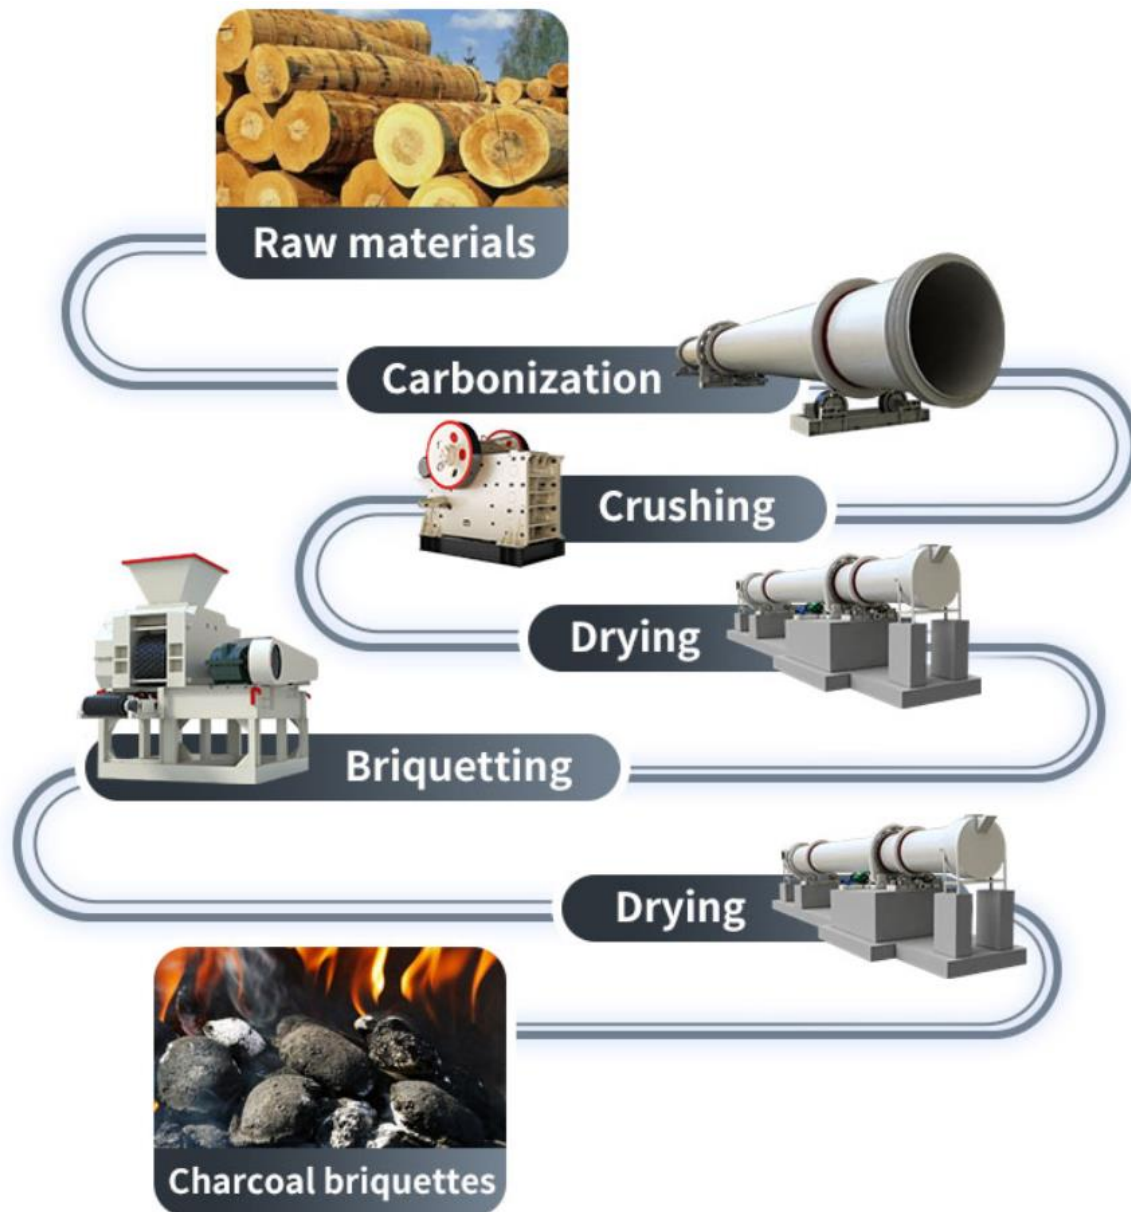 Raw materials
Carbonization
Crushing
Drying
Briquetting
Drying
Charcoal briquettes